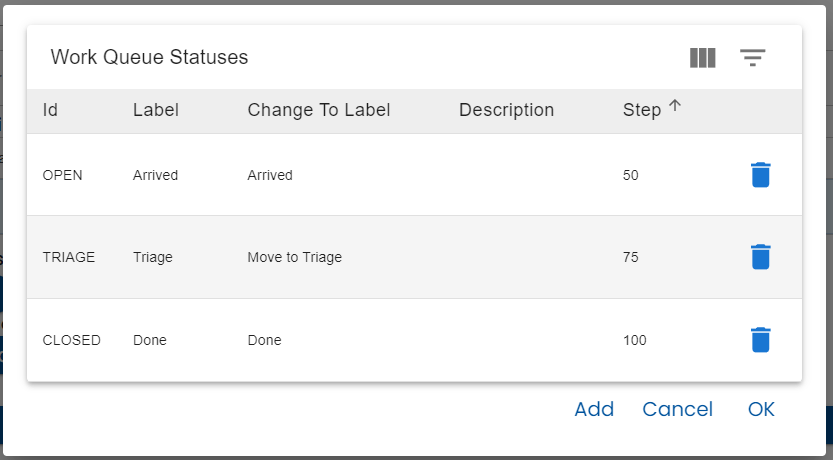 Work Queue Statuses
Id Label Change To Label Description Step
OPEN Arrived Arrived 50
TRIAGE Triage Move to Triage 75
CLOSED Done Done 100
Add Cancel OK